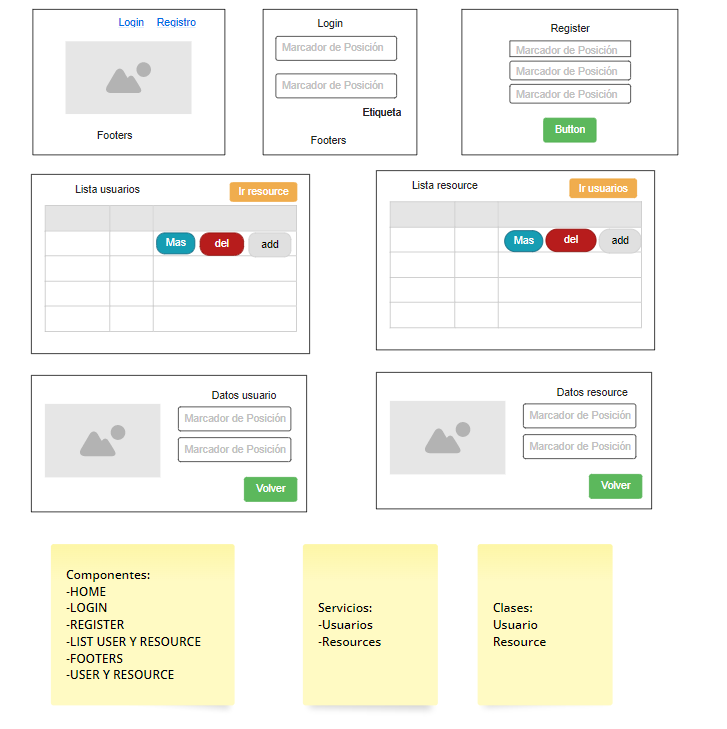 Login Registro
Footers
Login
Marcador de Posición
Marcador de Posición
Etiqueta
Footers
Register
Marcador de Posición
Marcador de Posición
Marcador de Posición
Button
Lista usuarios
Ir resource
Mas del add
Lista resource
Ir usuarios
Mas del add
Datos usuario
Marcador de Posición
Marcador de Posición
Volver
Datos resource
Marcador de Posición
Marcador de Posición
Volver
Componentes:
-HOME
-LOGIN
-REGISTER
-LIST USER Y RESOURCE
-FOOTERS
-USER Y RESOURCE
Servicios:
-Usuarios
-Resources
Clases:
Usuario
Resource